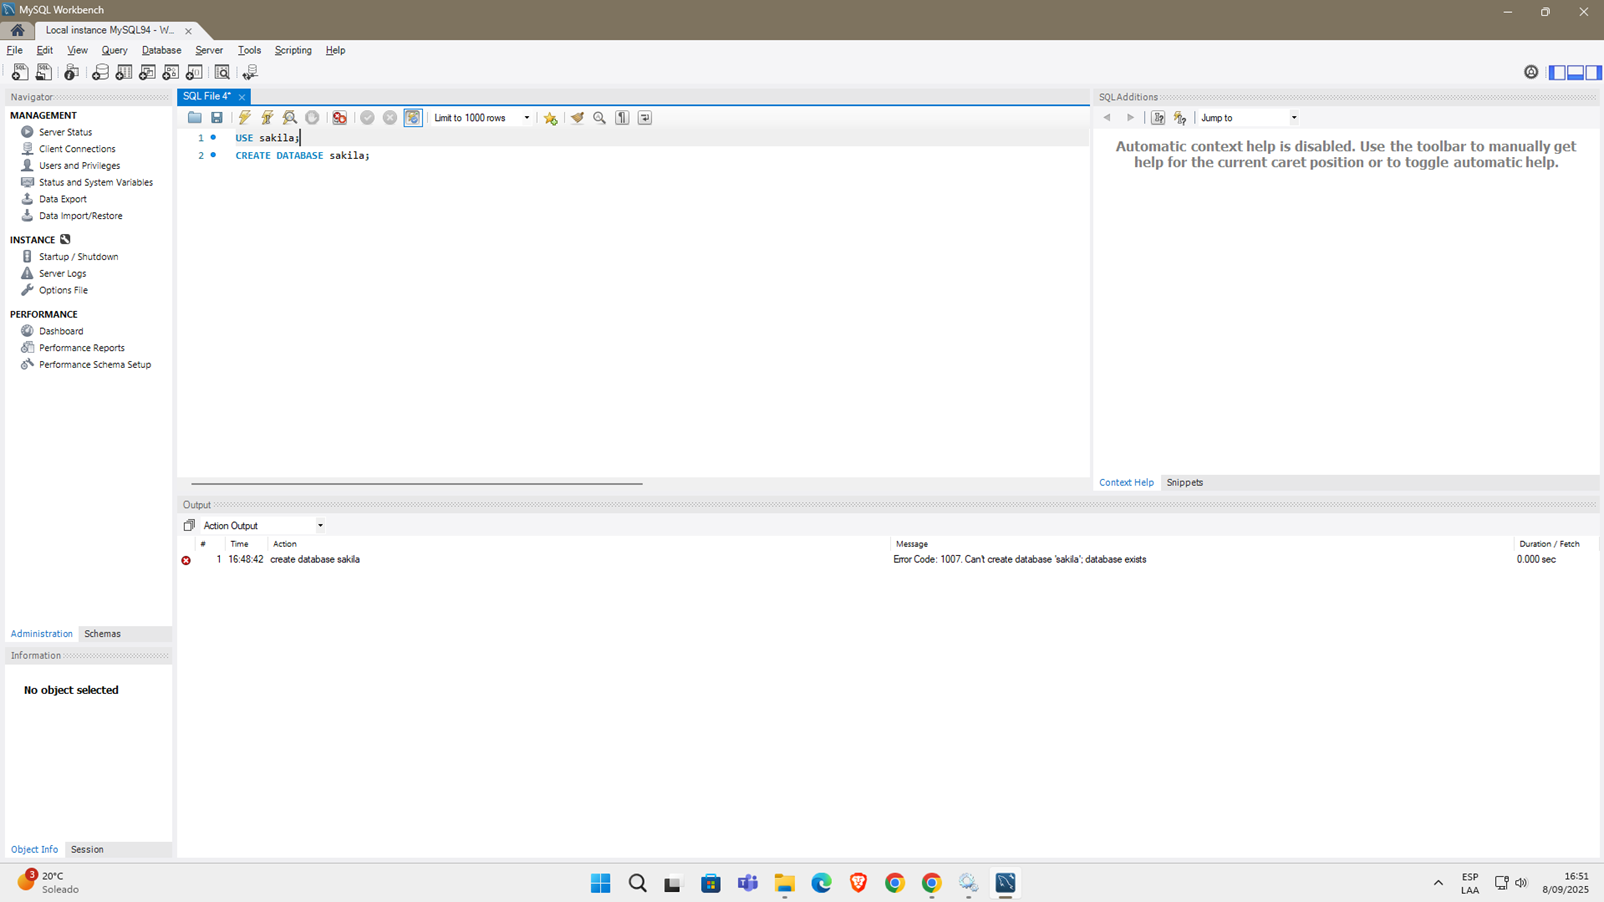 MySQL Workbench
Local instance MySQL94 - W...
File Edit View Query Database Server Tools Scripting Help
Navigator
MANAGEMENT
Server Status
Client Connections
Users and Privileges
Status and System Variables
Data Export
Data Import/Restore
INSTANCE
Startup / Shutdown
Server Logs
Options File
PERFORMANCE
Dashboard
Performance Reports
Performance Schema Setup
Administration Schemas
Information
No object selected
Object Info Session
SQL File 4*
Limit to 1000 rows
1 USE sakila;
2 CREATE DATABASE sakila;
SQLAdditions
Jump to
Automatic context help is disabled. Use the toolbar to manually get
help for the current caret position or to toggle automatic help.
Context Help Snippets
Output
Action Output
# Time Action Message Duration / Fetch
1 16:48:42 create database sakila Error Code: 1007. Can't create database 'sakila'; database exists 0.000 sec
3
20°C
Soleado
ESP
LAA
16:51
8/09/2025